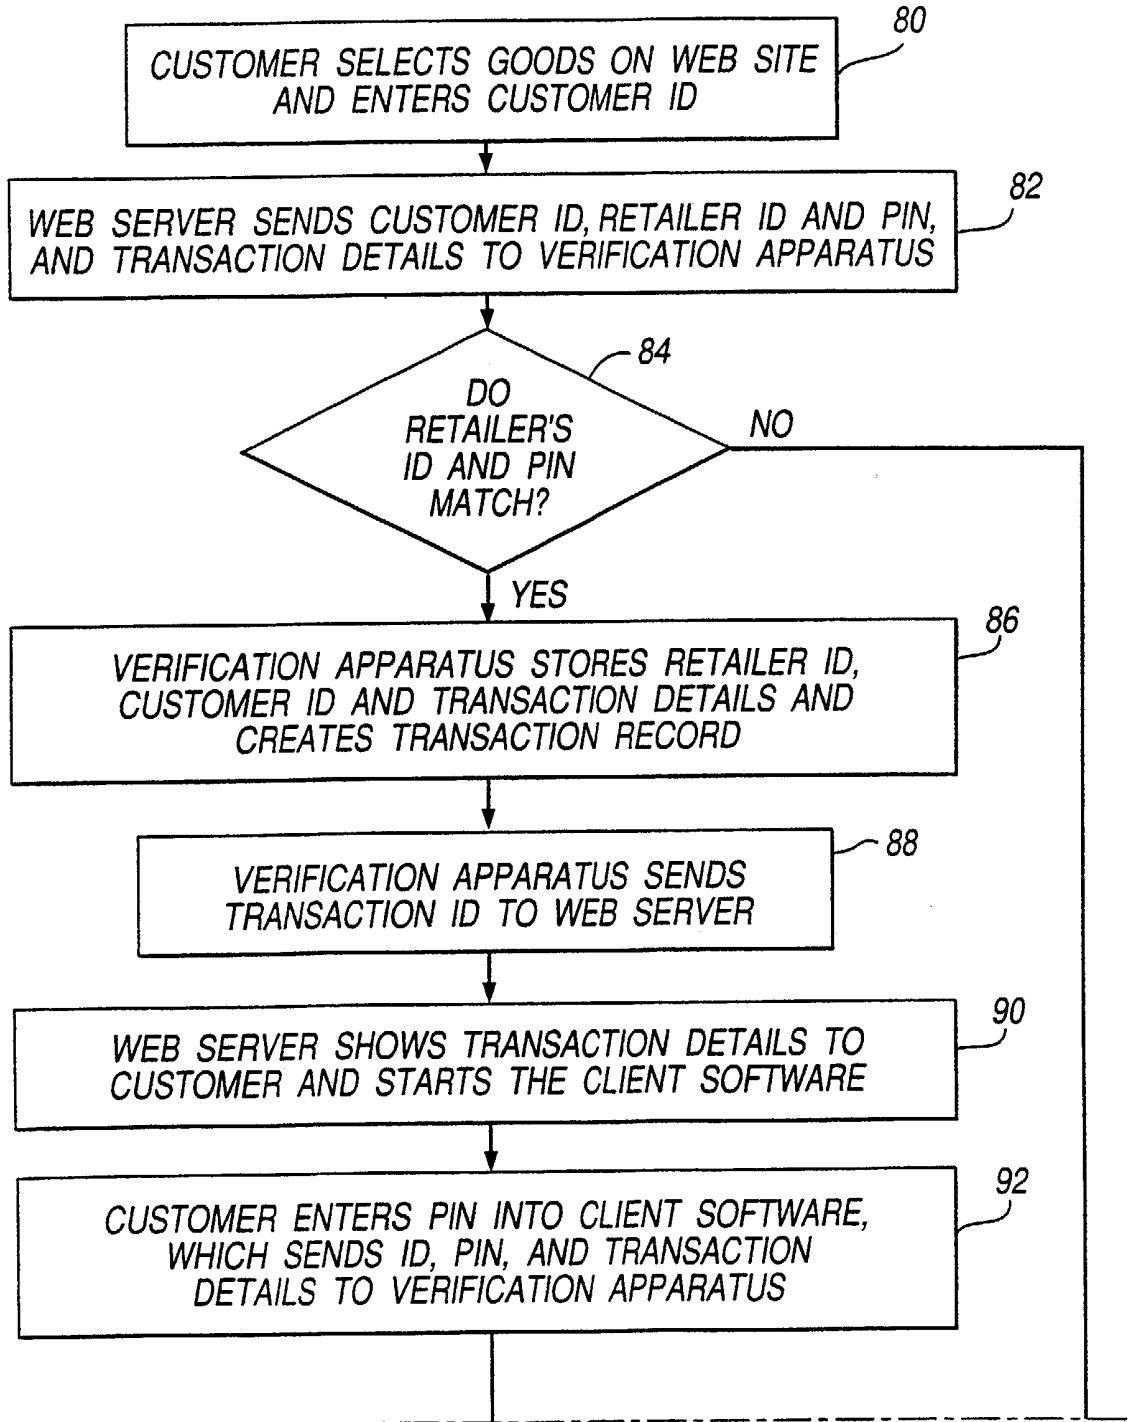 80
CUSTOMER SELECTS GOODS ON WEB SITE
AND ENTERS CUSTOMER ID
82
WEB SERVER SENDS CUSTOMER ID, RETAILER ID AND PIN,
AND TRANSACTION DETAILS TO VERIFICATION APPARATUS
84
DO
RETAILER'S
ID AND PIN
MATCH?
NO
YES
86
VERIFICATION APPARATUS STORES RETAILER ID,
CUSTOMER ID AND TRANSACTION DETAILS AND
CREATES TRANSACTION RECORD
88
VERIFICATION APPARATUS SENDS
TRANSACTION ID TO WEB SERVER
90
WEB SERVER SHOWS TRANSACTION DETAILS TO
CUSTOMER AND STARTS THE CLIENT SOFTWARE
92
CUSTOMER ENTERS PIN INTO CLIENT SOFTWARE,
WHICH SENDS ID, PIN, AND TRANSACTION
DETAILS TO VERIFICATION APPARATUS